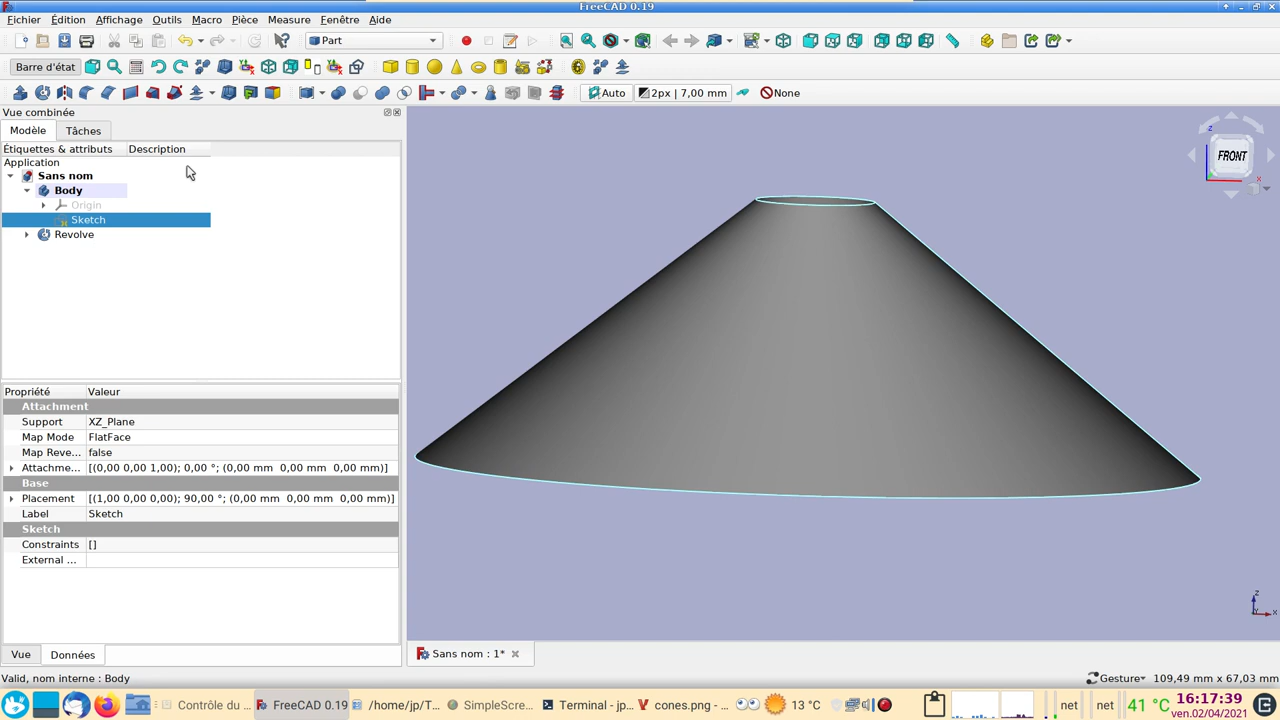 FreeCAD 0.19
Fichier Édition Affichage Outils Macro Pièce Measure Fenêtre Aide
Part
Barre d'état
Auto 2px | 7,00 mm None
Vue combinée
Modèle Tâches
Étiquettes & attributs Description
Application
Sans nom
Body
Origin
Sketch
Revolve
FRONT
z
x
Propriété Valeur
Attachment
Support XZ_Plane
Map Mode FlatFace
Map Reve... false
Attachme... [(0,00 0,00 1,00); 0,00 °; (0,00 mm 0,00 mm 0,00 mm)]
Base
Placement [(1,00 0,00 0,00); 90,00 °; (0,00 mm 0,00 mm 0,00 mm)]
Label Sketch
Sketch
Constraints []
External ...
z
x
Vue Données
Sans nom : 1*
Valid, nom interne : Body
Gesture 109,49 mm x 67,03 mm
Contrôle du ... FreeCAD 0.19 /home/jp/T... SimpleScre... Terminal - jp... cones.png - ... 13 °C net net 41 °C 16:17:39
ven.02/04/2021